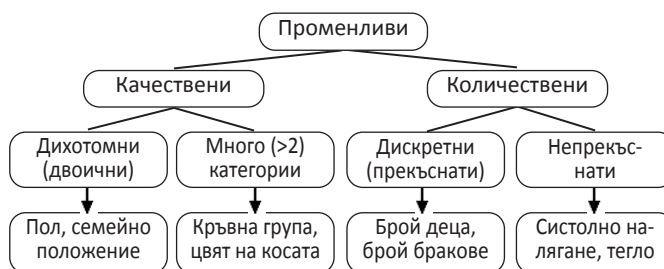 Променливи
Качествени
Количествени
Дихотомни
(двоични)
Много (>2)
категории
Дискретни
(прекъснати)
Непрекъс-
нати
Пол, семейно
положение
Кръвна група,
цвят на косата
Брой деца,
брой бракове
Систолно на-
лягане, тегло